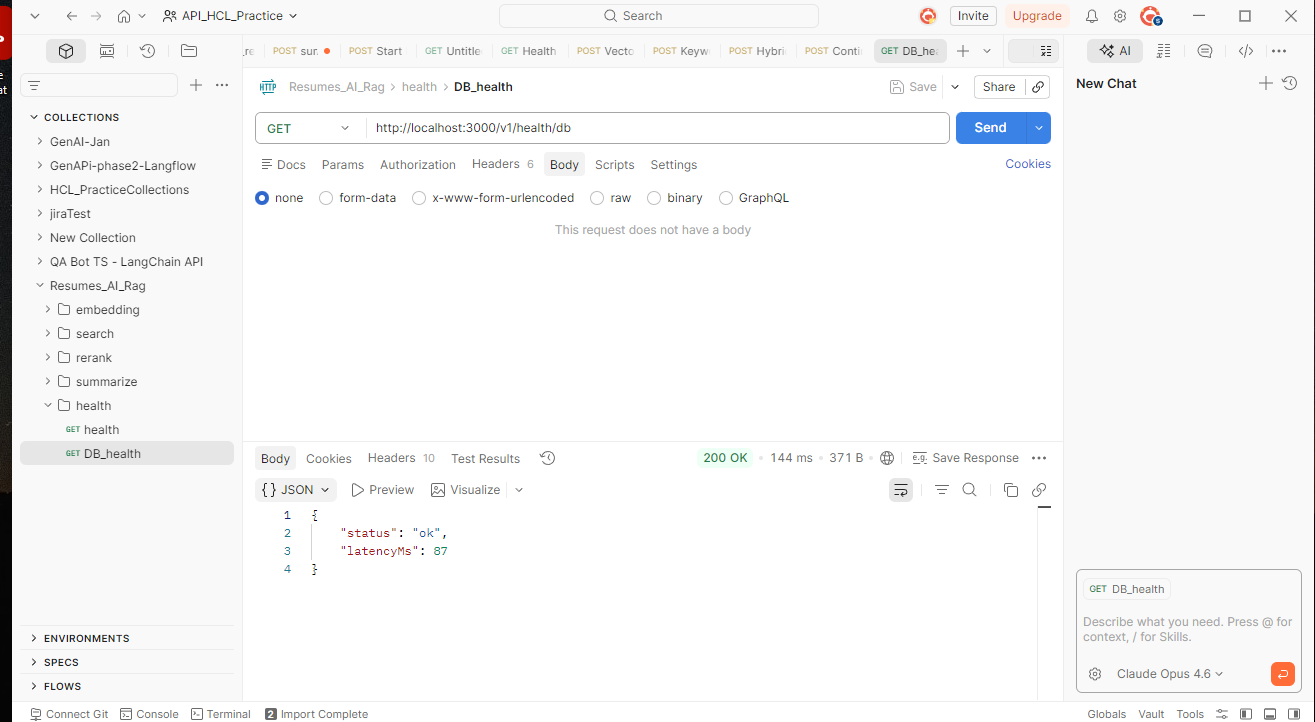 API_HCL_Practice
Search
Invite
Upgrade
6
POST
POST Start
GET Untitle
GET Health
POST Vecto
POST Keyw
POST Hybri
POST Conti
GET DB_he
AI
COLLECTIONS
GenAI-Jan
GenAPi-phase2-Langflow
HCL_PracticeCollections
jiraTest
New Collection
QA Bot TS - LangChain API
Resumes_AI_Rag
embedding
search
rerank
summarize
health
GET health
GET DB_health
ENVIRONMENTS
SPECS
FLOWS
HTTP
Resumes_AI_Rag > health > DB_health
Save
Share
GET
http://localhost:3000/v1/health/db
Send
Docs Params Authorization Headers 6 Body Scripts Settings
Cookies
none form-data x-www-form-urlencoded raw binary GraphQL
This request does not have a body
Body Cookies Headers 10 Test Results
200 OK • 144 ms • 371 B
e.g. Save Response
{} JSON Preview Visualize
1 {
2 "status": "ok",
3 "latencyMs": 87
4 }
New Chat
GET DB_health
Describe what you need. Press @ for
context, / for Skills.
Claude Opus 4.6
Connect Git Console Terminal 2 Import Complete
Globals Vault Tools